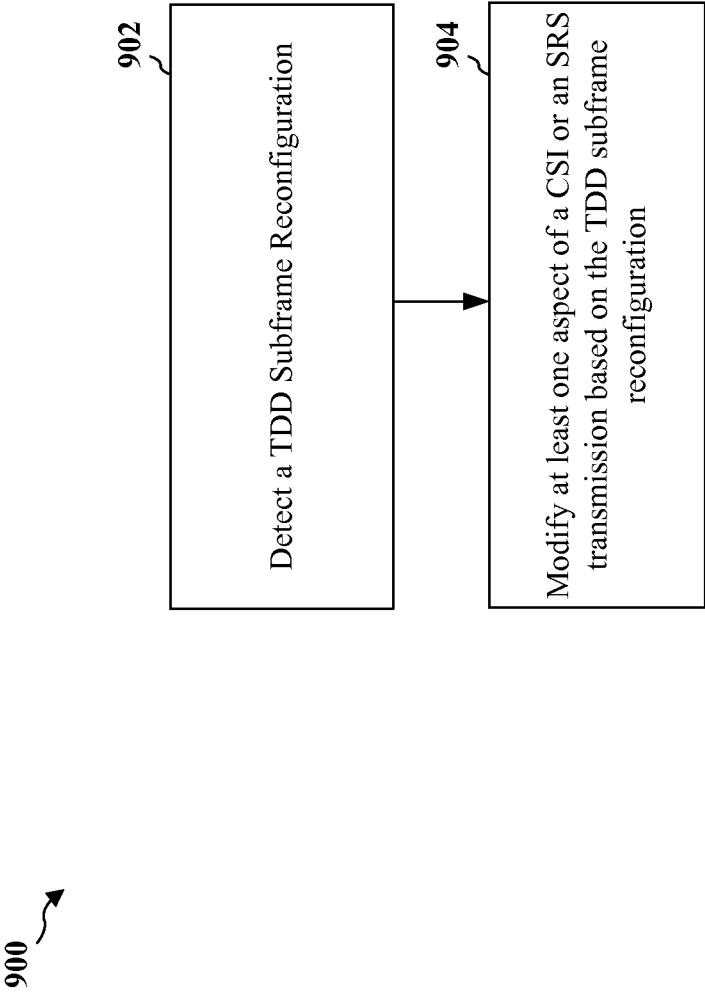 900
902
Detect a TDD Subframe Reconfiguration
904
Modify at least one aspect of a CSI or an SRS
transmission based on the TDD subframe
reconfiguration